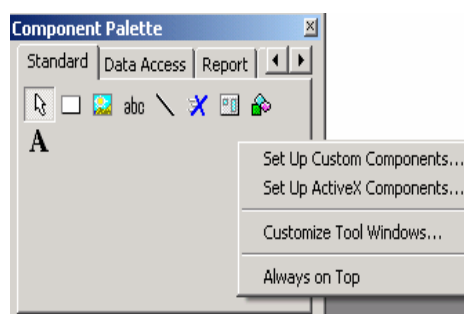 Component Palette
Standard Data Access Report
abc
A
Set Up Custom Components...
Set Up ActiveX Components...
Customize Tool Windows...
Always on Top